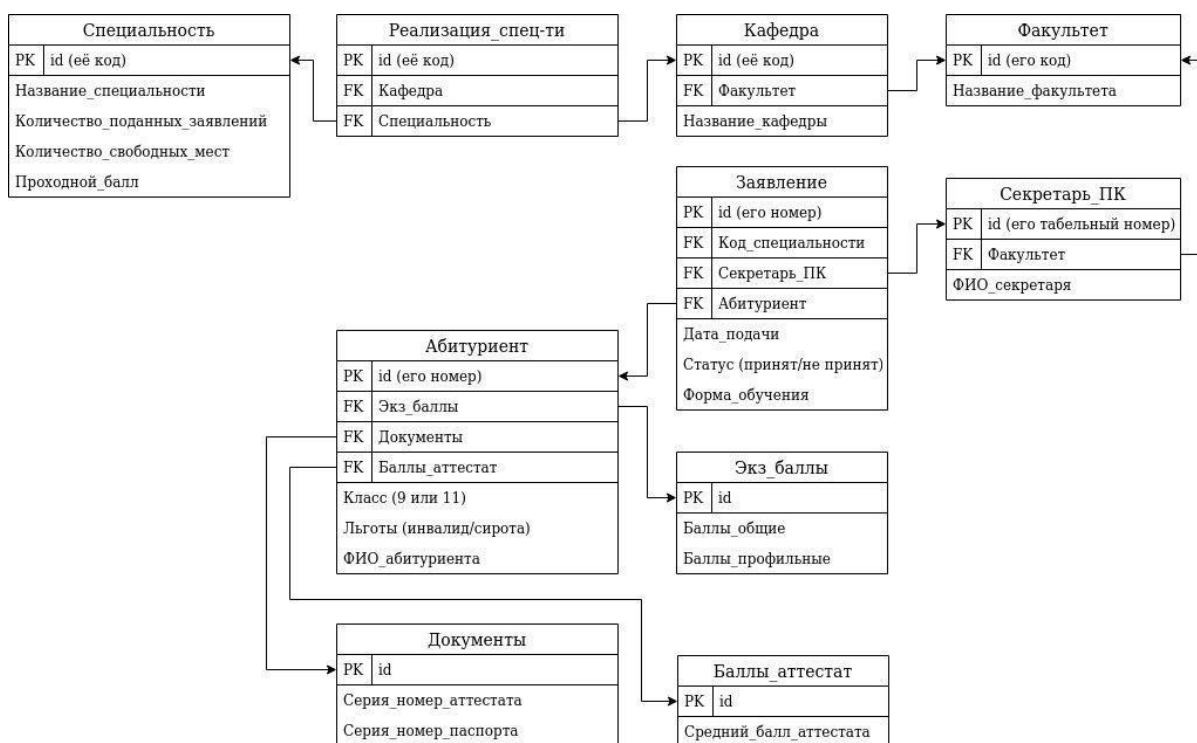 Специальность
PK id (её код)
Название_специальности
Количество_поданных_заявлений
Количество_свободных_мест
Проходной_балл
Реализация_спец-ти
PK id (её код)
FK Кафедра
FK Специальность
Кафедра
PK id (её код)
FK Факультет
Название_кафедры
Факультет
PK id (его код)
Название_факультета
Заявление
PK id (его номер)
FK Код_специальности
FK Секретарь_ПК
FK Абитуриент
Дата_подачи
Статус (принят/не принят)
Форма_обучения
Секретарь_ПК
PK id (его табельный номер)
FK Факультет
ФИО_секретаря
Абитуриент
PK id (его номер)
FK Экз_баллы
FK Документы
FK Баллы_аттестат
Класс (9 или 11)
Льготы (инвалид/сирота)
ФИО_абитуриента
Экз_баллы
PK id
Баллы_общие
Баллы_профильные
Документы
PK id
Серия_номер_аттестата
Серия_номер_паспорта
Баллы_аттестат
PK id
Средний_балл_аттестата